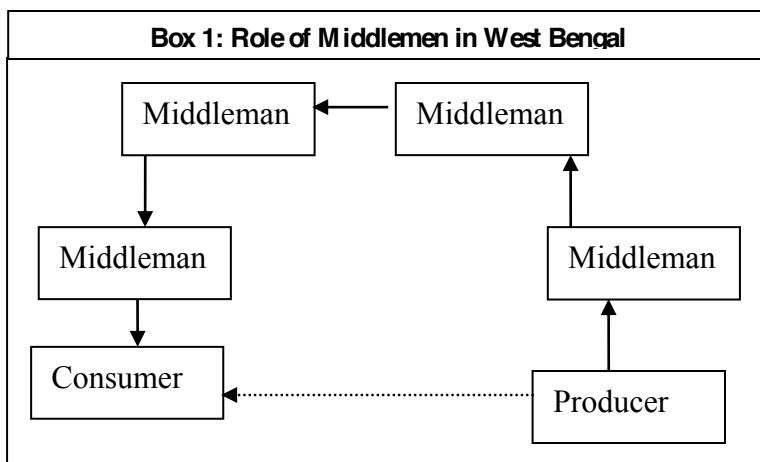 Box 1: Role of Middlemen in West Bengal
Middleman Middleman
Middleman Middleman
Consumer
Producer